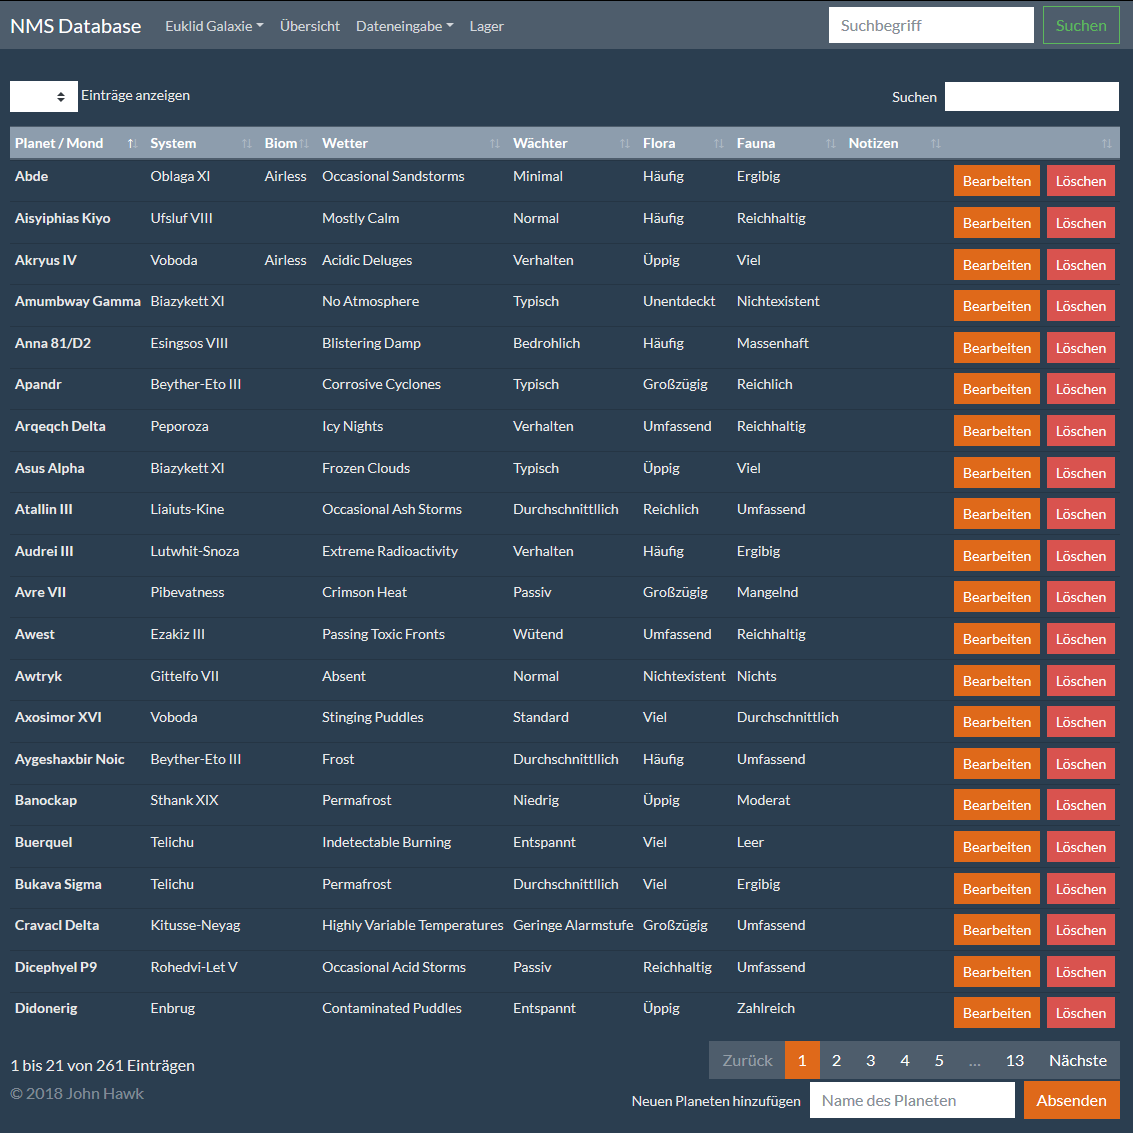 NMS Database Euklid Galaxie Übersicht Dateneingabe Lager Suchbegriff Suchen
Einträge anzeigen Suchen
Planet / Mond System Biom Wetter Wächter Flora Fauna Notizen
Abde Oblaga XI Airless Occasional Sandstorms Minimal Häufig Ergibig Bearbeiten Löschen
Aisyiphias Kiyo Ufsluf VIII Mostly Calm Normal Häufig Reichhaltig Bearbeiten Löschen
Akryus IV Voboda Airless Acidic Deluges Verhalten Üppig Viel Bearbeiten Löschen
Amumbway Gamma Biazykett XI No Atmosphere Typisch Unentdeckt Nichtexistent Bearbeiten Löschen
Anna 81/D2 Esingsos VIII Blistering Damp Bedrohlich Häufig Massenhaft Bearbeiten Löschen
Apandr Beyther-Eto III Corrosive Cyclones Typisch Großzügig Reichlich Bearbeiten Löschen
Arqeqch Delta Peporoza Icy Nights Verhalten Umfassend Reichhaltig Bearbeiten Löschen
Asus Alpha Biazykett XI Frozen Clouds Typisch Üppig Viel Bearbeiten Löschen
Atallin III Liaiuts-Kine Occasional Ash Storms Durchschnittllich Reichlich Umfassend Bearbeiten Löschen
Audrei III Lutwhit-Snoza Extreme Radioactivity Verhalten Häufig Ergibig Bearbeiten Löschen
Avre VII Pibevatness Crimson Heat Passiv Großzügig Mangelnd Bearbeiten Löschen
Awest Ezakiz III Passing Toxic Fronts Wütend Umfassend Reichhaltig Bearbeiten Löschen
Awtryk Gittelfo VII Absent Normal Nichtexistent Nichts Bearbeiten Löschen
Axosimor XVI Voboda Stinging Puddles Standard Viel Durchschnittlich Bearbeiten Löschen
Aygeshaxbir Noic Beyther-Eto III Frost Durchschnittllich Häufig Umfassend Bearbeiten Löschen
Banockap Sthank XIX Permafrost Niedrig Üppig Moderat Bearbeiten Löschen
Buerquel Telichu Indetectable Burning Entspannt Viel Leer Bearbeiten Löschen
Bukava Sigma Telichu Permafrost Durchschnittllich Viel Ergibig Bearbeiten Löschen
Cravacl Delta Kitusse-Neyag Highly Variable Temperatures Geringe Alarmstufe Großzügig Umfassend Bearbeiten Löschen
Dicephyel P9 Rohedvi-Let V Occasional Acid Storms Passiv Reichhaltig Umfassend Bearbeiten Löschen
Didonerig Enbrug Contaminated Puddles Entspannt Üppig Zahlreich Bearbeiten Löschen
1 bis 21 von 261 Einträgen Zurück 1 2 3 4 5 ... 13 Nächste
© 2018 John Hawk Neuen Planeten hinzufügen Name des Planeten Absenden